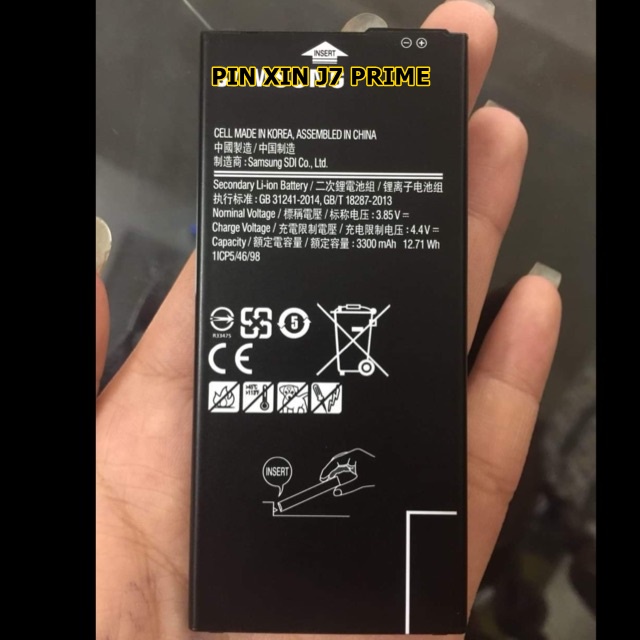 INSERT
PIN XIN J7 PRIME
CELL MADE IN KOREA, ASSEMBLED IN CHINA
中國製造 / 中国制造
制造商 : Samsung SDI Co., Ltd.
Secondary Li-ion Battery / 二次鋰電池組 / 锂离子电池组
执行标准 : GB 31241-2014, GB/T 18287-2013
Nominal Voltage / 標稱電壓 / 标称电压 : 3.85V ⎓
Charge Voltage / 充電限制電壓 / 充电限制电压 : 4.4V ⎓
Capacity / 額定電容量 / 额定容量 : 3300 mAh 12.71 Wh
1ICP5/46/98
5
R33475
CE
INSERT